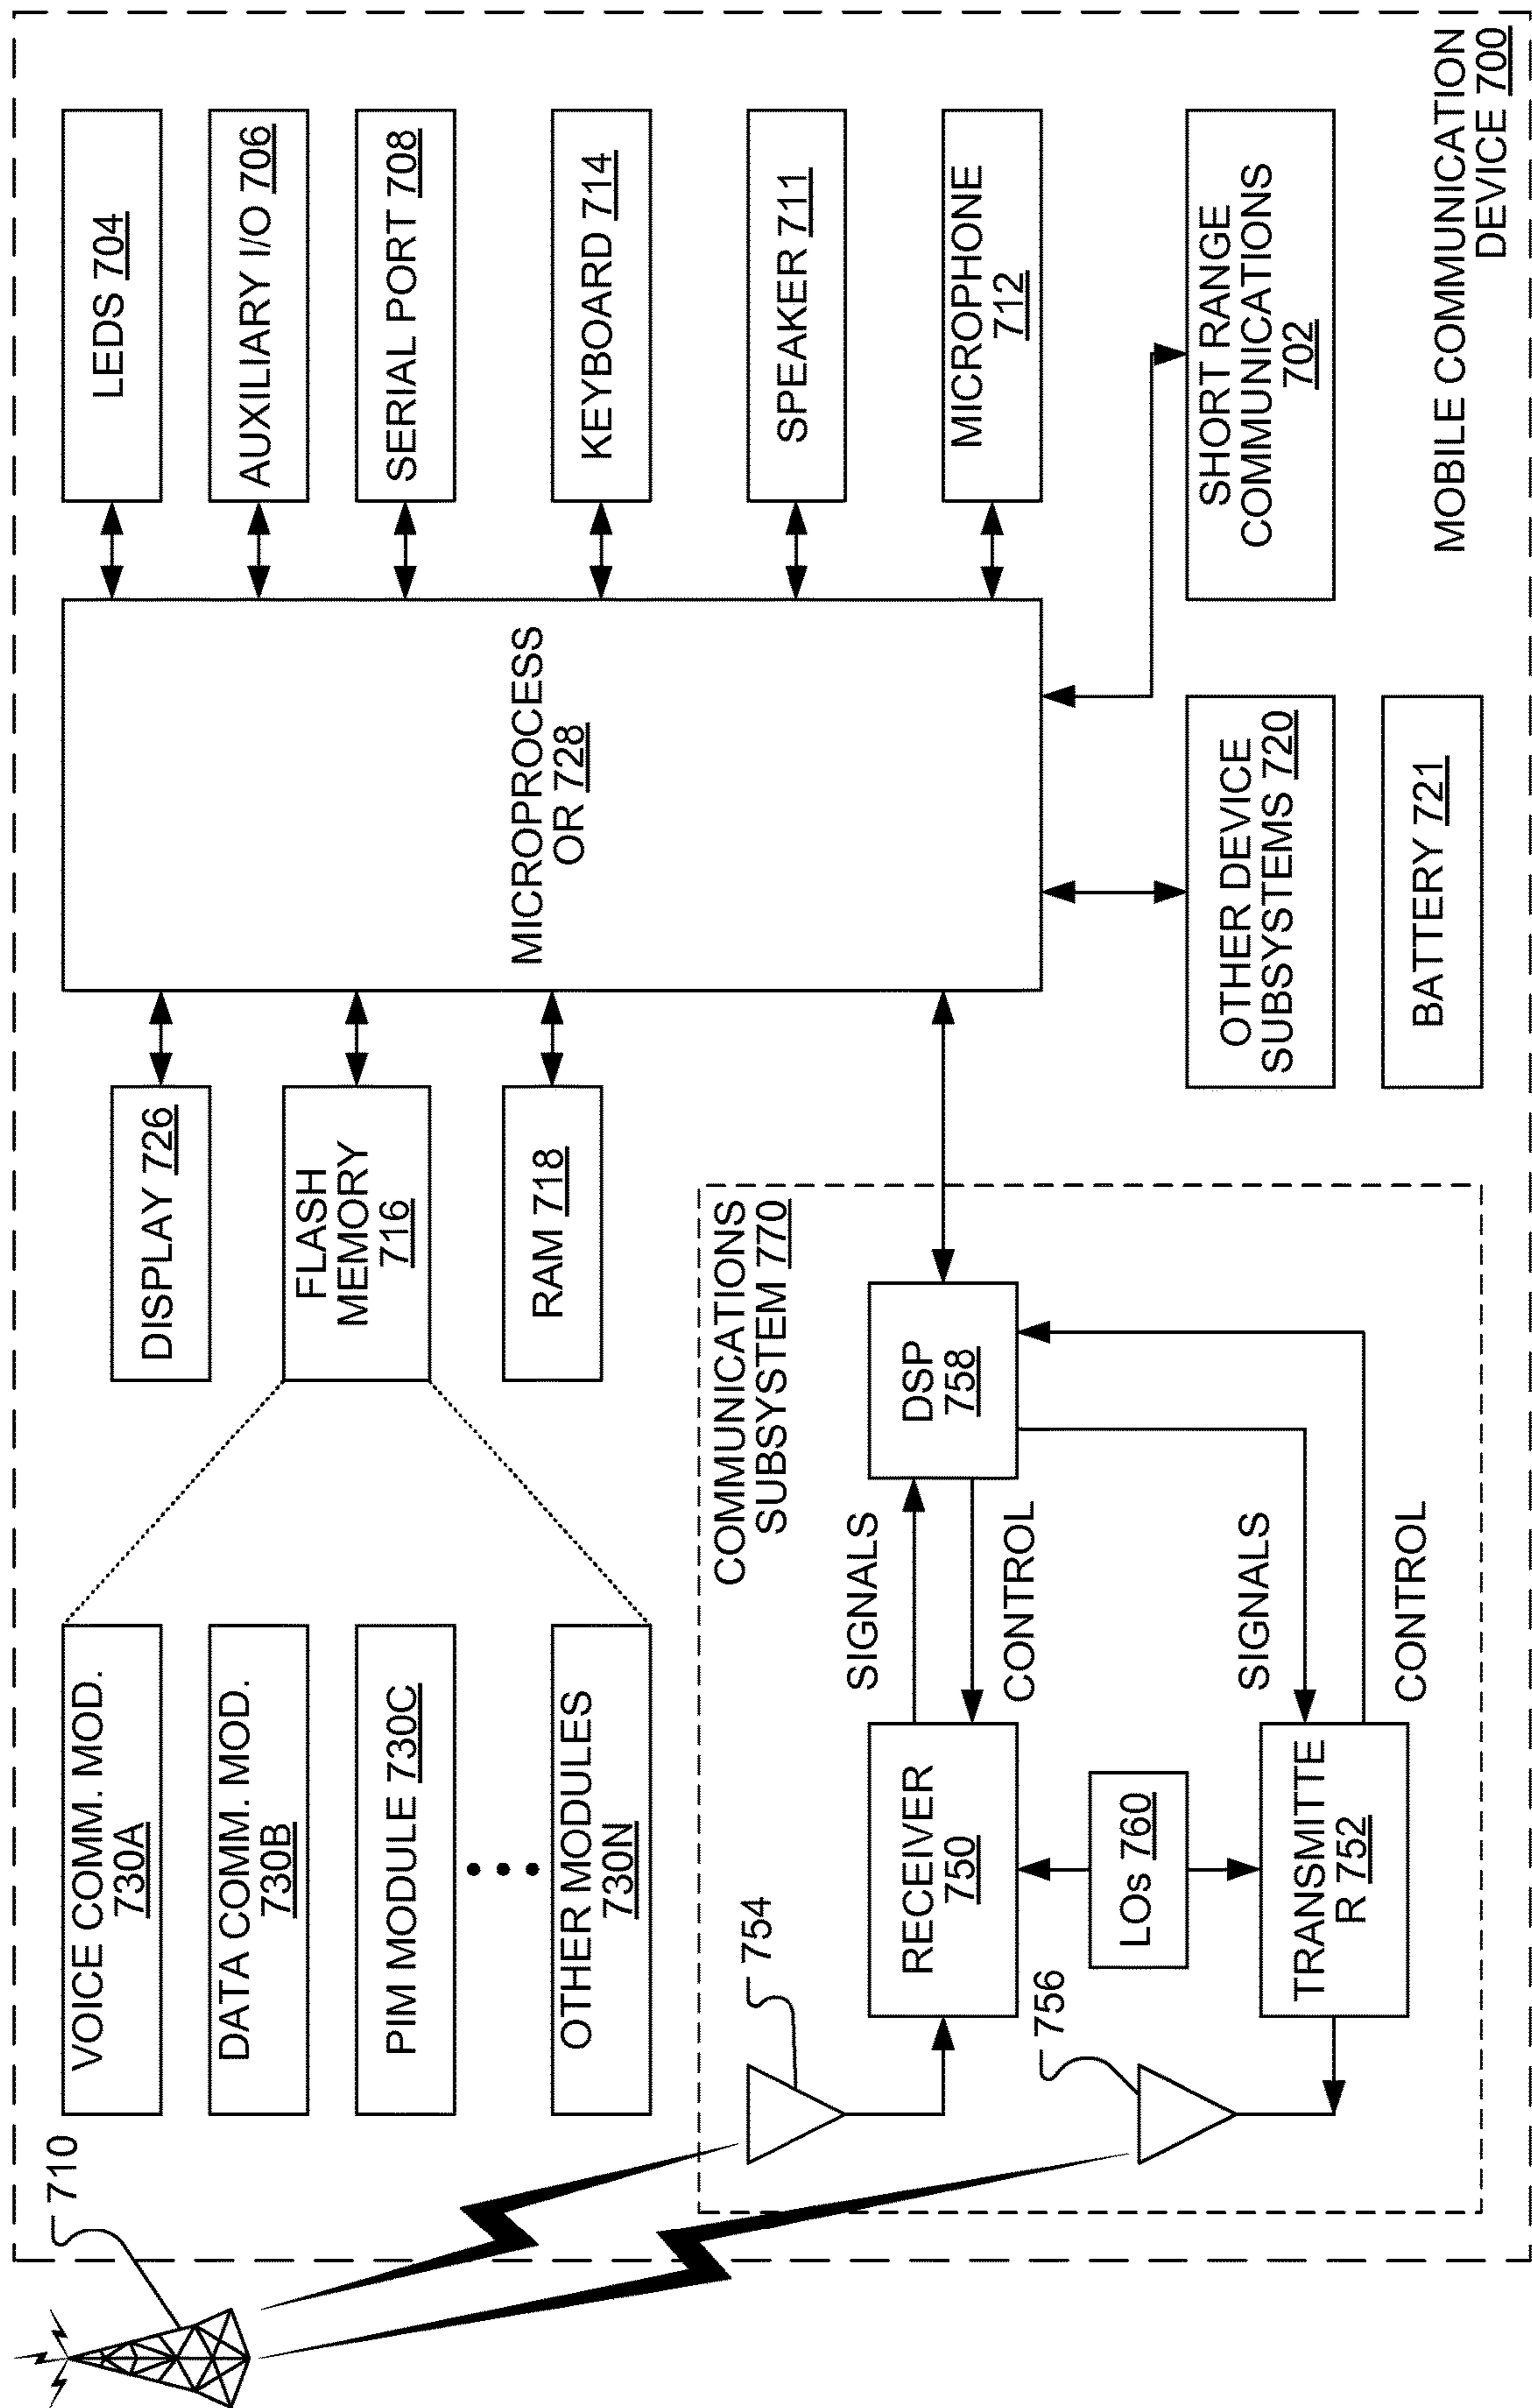 710
VOICE COMM. MOD.
730A
DATA COMM. MOD.
730B
PIM MODULE 730C
OTHER MODULES
730N
DISPLAY 726
FLASH
MEMORY
716
RAM 718
MICROPROCESS
OR 728
LEDS 704
AUXILIARY I/O 706
SERIAL PORT 708
KEYBOARD 714
SPEAKER 711
MICROPHONE
712
SHORT RANGE
COMMUNICATIONS
702
OTHER DEVICE
SUBSYSTEMS 720
BATTERY 721
COMMUNICATIONS
SUBSYSTEM 770
754
RECEIVER
750
SIGNALS
CONTROL
DSP
758
LOs 760
756
TRANSMITTE
R 752
SIGNALS
CONTROL
MOBILE COMMUNICATION
DEVICE 700